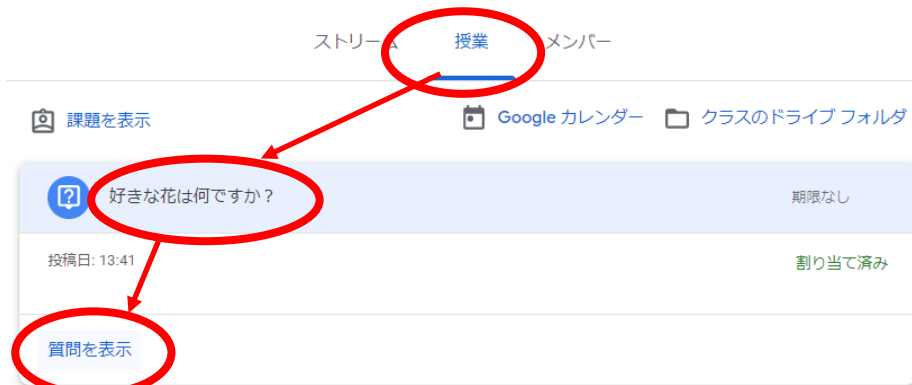 ストリーム 授業 メンバー
課題を表示 Google カレンダー クラスのドライブ フォルダ
好きな花は何ですか？ 期限なし
投稿日: 13:41 割り当て済み
質問を表示